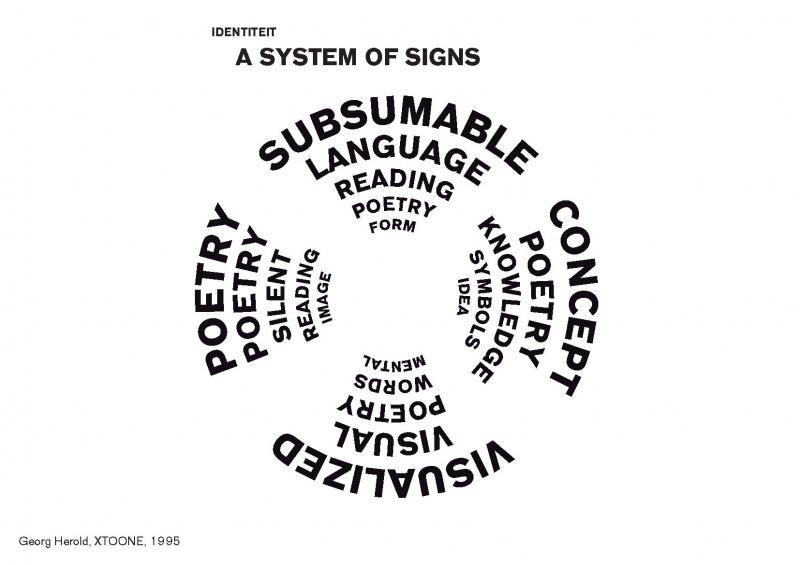 IDENTITEIT
A SYSTEM OF SIGNS
SUBSUMABLE
LANGUAGE
READING
POETRY
FORM
CONCEPT
POETRY
KNOWLEDGE
SYMBOLS
IDEA
VISUALIZED
VISUAL
POETRY
WORDS
MENTAL
POETRY
POETRY
SILENT
READING
IMAGE
Georg Herold, XTOONE, 1995